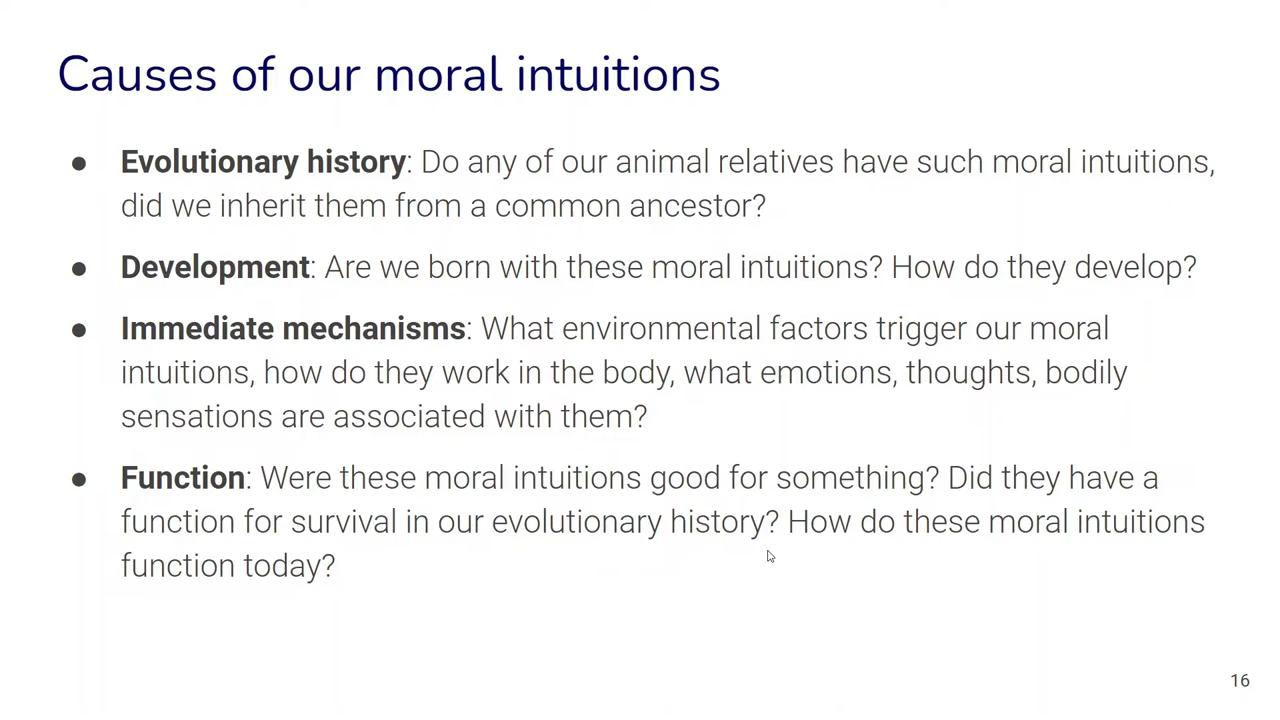 Causes of our moral intuitions
● Evolutionary history: Do any of our animal relatives have such moral intuitions,
did we inherit them from a common ancestor?
● Development: Are we born with these moral intuitions? How do they develop?
● Immediate mechanisms: What environmental factors trigger our moral
intuitions, how do they work in the body, what emotions, thoughts, bodily
sensations are associated with them?
● Function: Were these moral intuitions good for something? Did they have a
function for survival in our evolutionary history? How do these moral intuitions
function today?
16